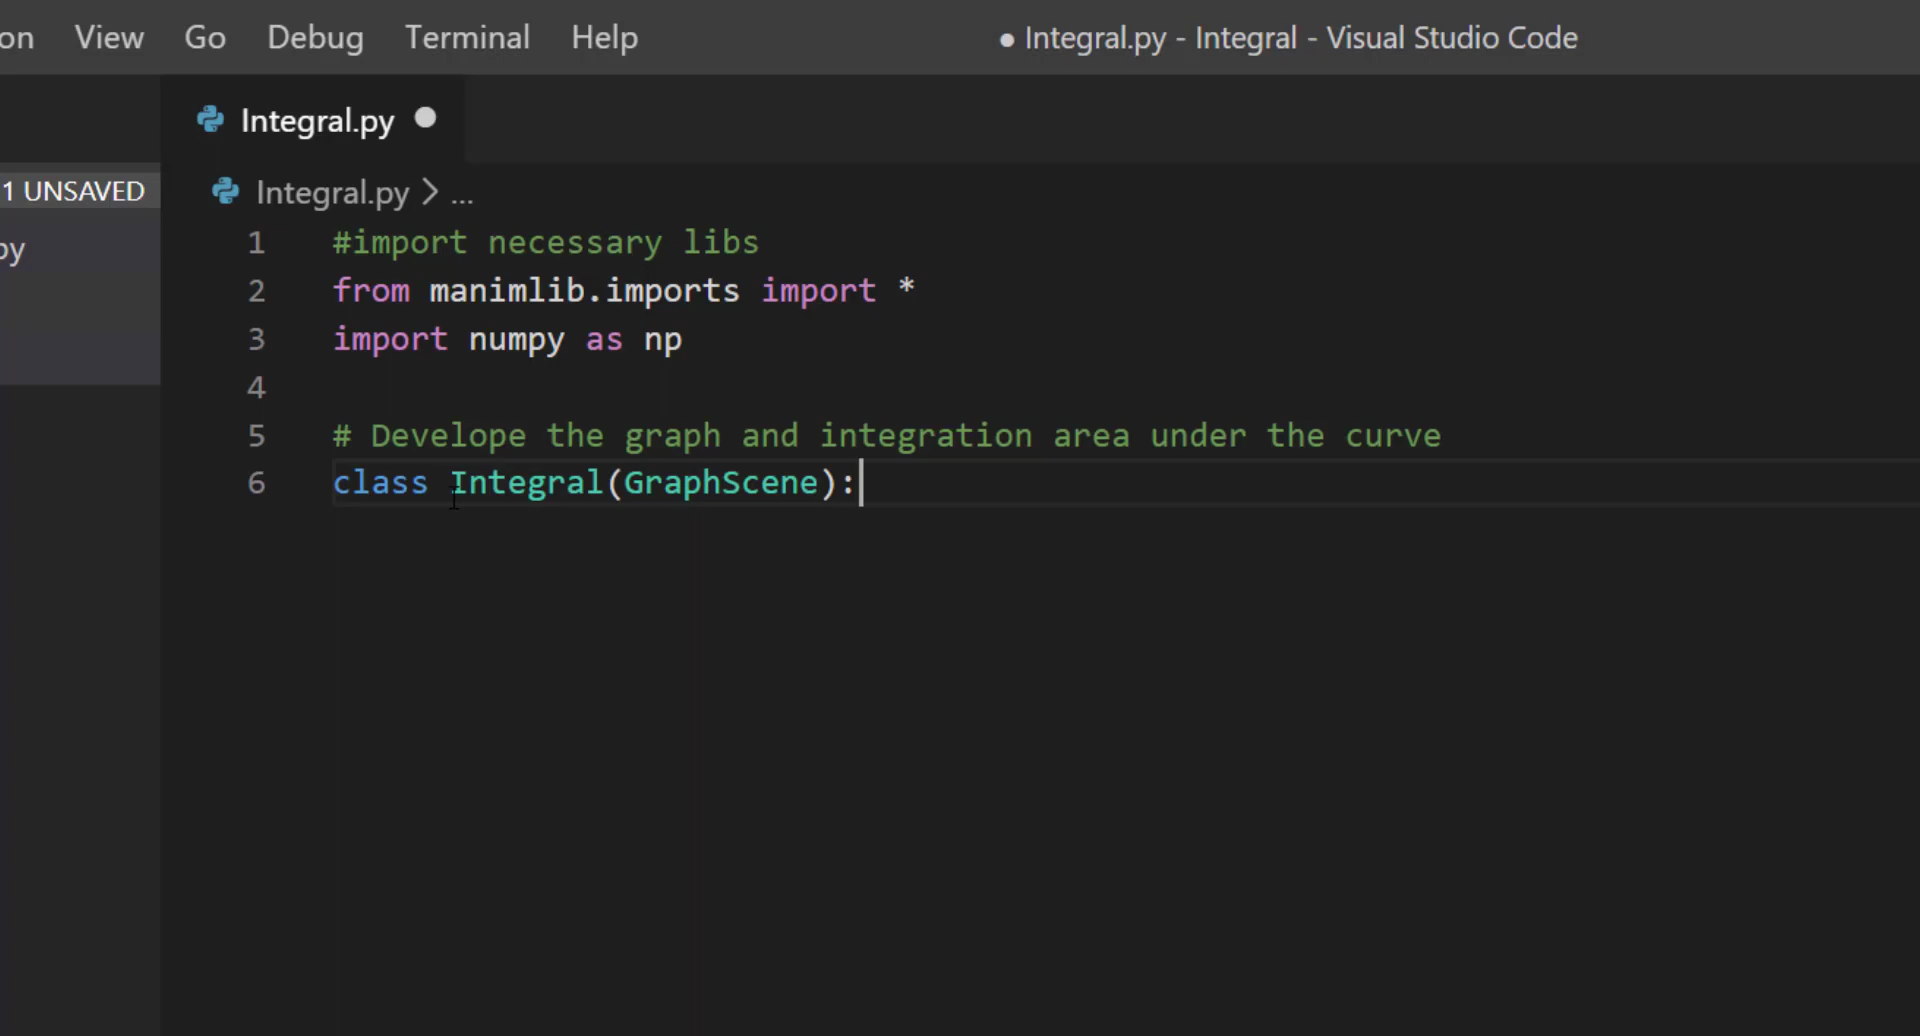 on View Go Debug Terminal Help ● Integral.py - Integral - Visual Studio Code
Integral.py ●
1 UNSAVED Integral.py > ...
py
1 #import necessary libs
2 from manimlib.imports import *
3 import numpy as np
4
5 # Develope the graph and integration area under the curve
6 class Integral(GraphScene):